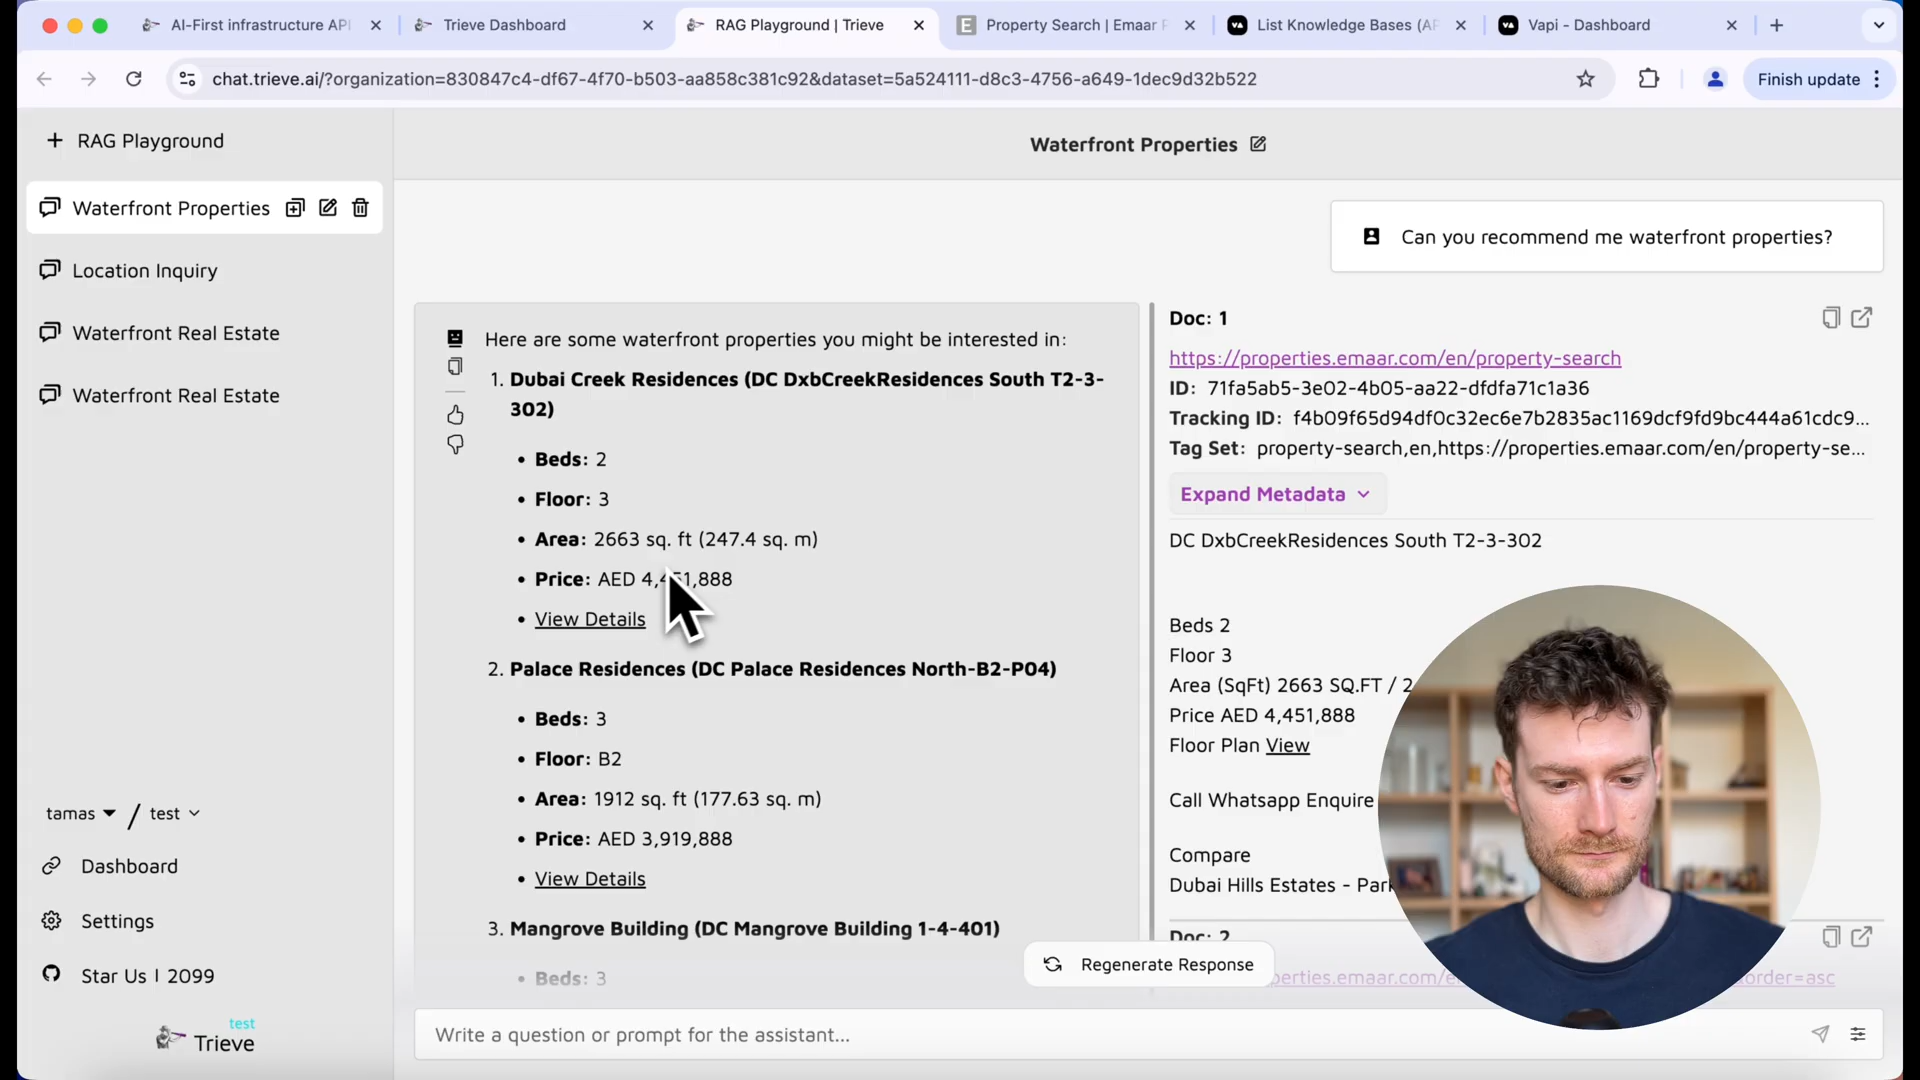 AI-First infrastructure API
Trieve Dashboard
RAG Playground | Trieve
Property Search | Emaar P
List Knowledge Bases (AP
Vapi - Dashboard
chat.trieve.ai/?organization=830847c4-df67-4f70-b503-aa858c381c92&dataset=5a524111-d8c3-4756-a649-1dec9d32b522
Finish update
RAG Playground
Waterfront Properties
Location Inquiry
Waterfront Real Estate
Waterfront Real Estate
tamas / test
Dashboard
Settings
Star Us | 2099
test
Trieve
Waterfront Properties
Can you recommend me waterfront properties?
Here are some waterfront properties you might be interested in:
1. Dubai Creek Residences (DC DxbCreekResidences South T2-3-
302)
• Beds: 2
• Floor: 3
• Area: 2663 sq. ft (247.4 sq. m)
• Price: AED 4,451,888
• View Details
2. Palace Residences (DC Palace Residences North-B2-P04)
• Beds: 3
• Floor: B2
• Area: 1912 sq. ft (177.63 sq. m)
• Price: AED 3,919,888
• View Details
3. Mangrove Building (DC Mangrove Building 1-4-401)
• Beds: 3
Doc: 1
https://properties.emaar.com/en/property-search
ID: 71fa5ab5-3e02-4b05-aa22-dfdfa71c1a36
Tracking ID: f4b09f65d94df0c32ec6e7b2835ac1169dcf9fd9bc444a61cdc9...
Tag Set: property-search,en,https://properties.emaar.com/en/property-se...
Expand Metadata
DC DxbCreekResidences South T2-3-302
Beds 2
Floor 3
Area (SqFt) 2663 SQ.FT / 2
Price AED 4,451,888
Floor Plan View
Call Whatsapp Enquire
Compare
Dubai Hills Estates - Park
Doc: 2
perties.emaar.com/e
order=asc
Regenerate Response
Write a question or prompt for the assistant...